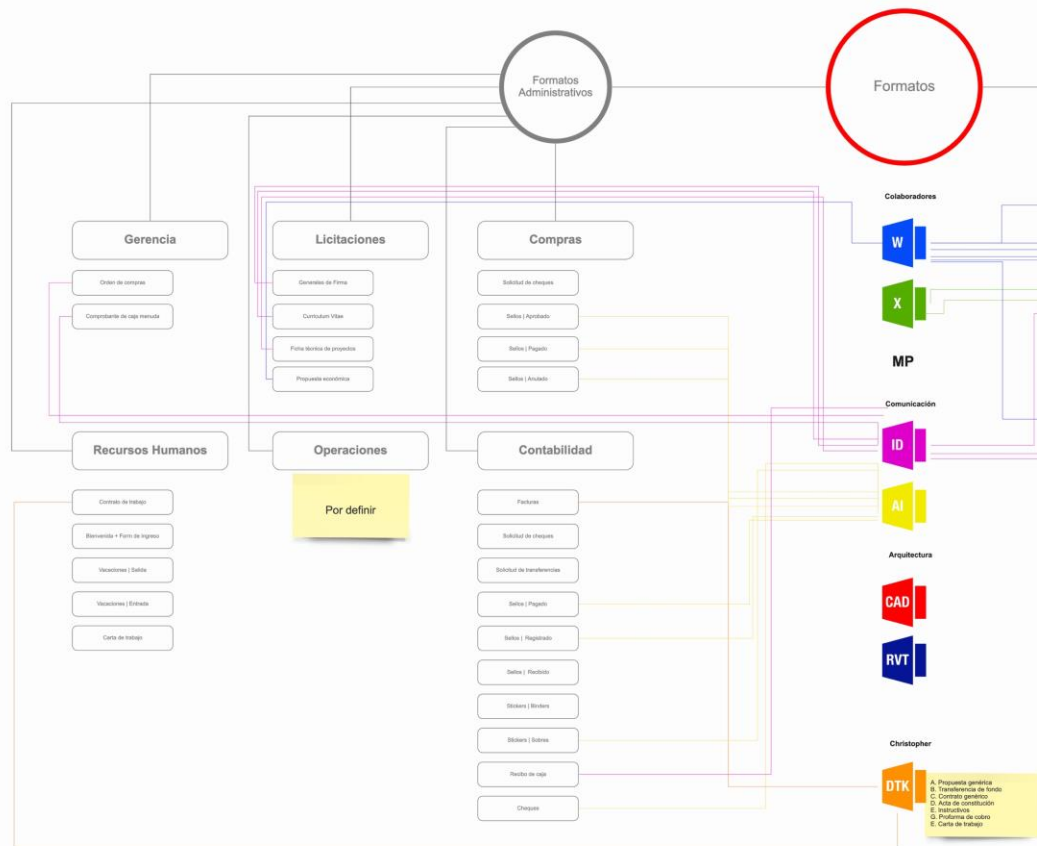 Formatos
Administrativos
Formatos
Colaboradores
W
X
MP
Comunicación
ID
AI
Arquitectura
CAD
RVT
Christopher
DTK
A. Propuesta genérica
B. Transferencia de fondo
C. Contrato genérico
D. Acta de constitución
E. Instructivos
G. Proforma de cobro
E. Carta de trabajo
Gerencia
Orden de compras
Comprobante de caja menuda
Licitaciones
Generales de Firma
Curriculum Vitae
Ficha técnica de proyectos
Propuesta económica
Compras
Solicitud de cheques
Sellos | Aprobado
Sellos | Pagado
Sellos | Anulado
Recursos Humanos
Contrato de trabajo
Bienvenida + Form de Ingreso
Vacaciones | Salida
Vacaciones | Entrada
Carta de trabajo
Operaciones
Por definir
Contabilidad
Facturas
Solicitud de cheques
Solicitud de transferencias
Sellos | Pagado
Sellos | Registrado
Sellos | Recibido
Stickers | Binders
Stickers | Sobres
Recibo de caja
Cheques